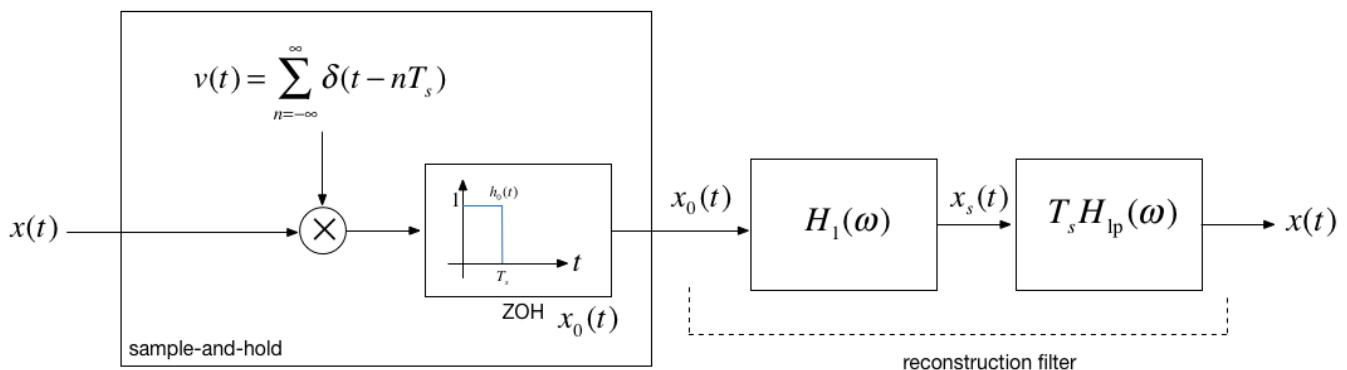 ∞
v(t) = ∑ δ(t − nT_s)
n=−∞
x(t)
×
1
h_0(t)
t
T_s
ZOH x_0(t)
sample-and-hold
x_0(t)
H_1(ω)
x_s(t)
T_s H_lp(ω)
x(t)
reconstruction filter